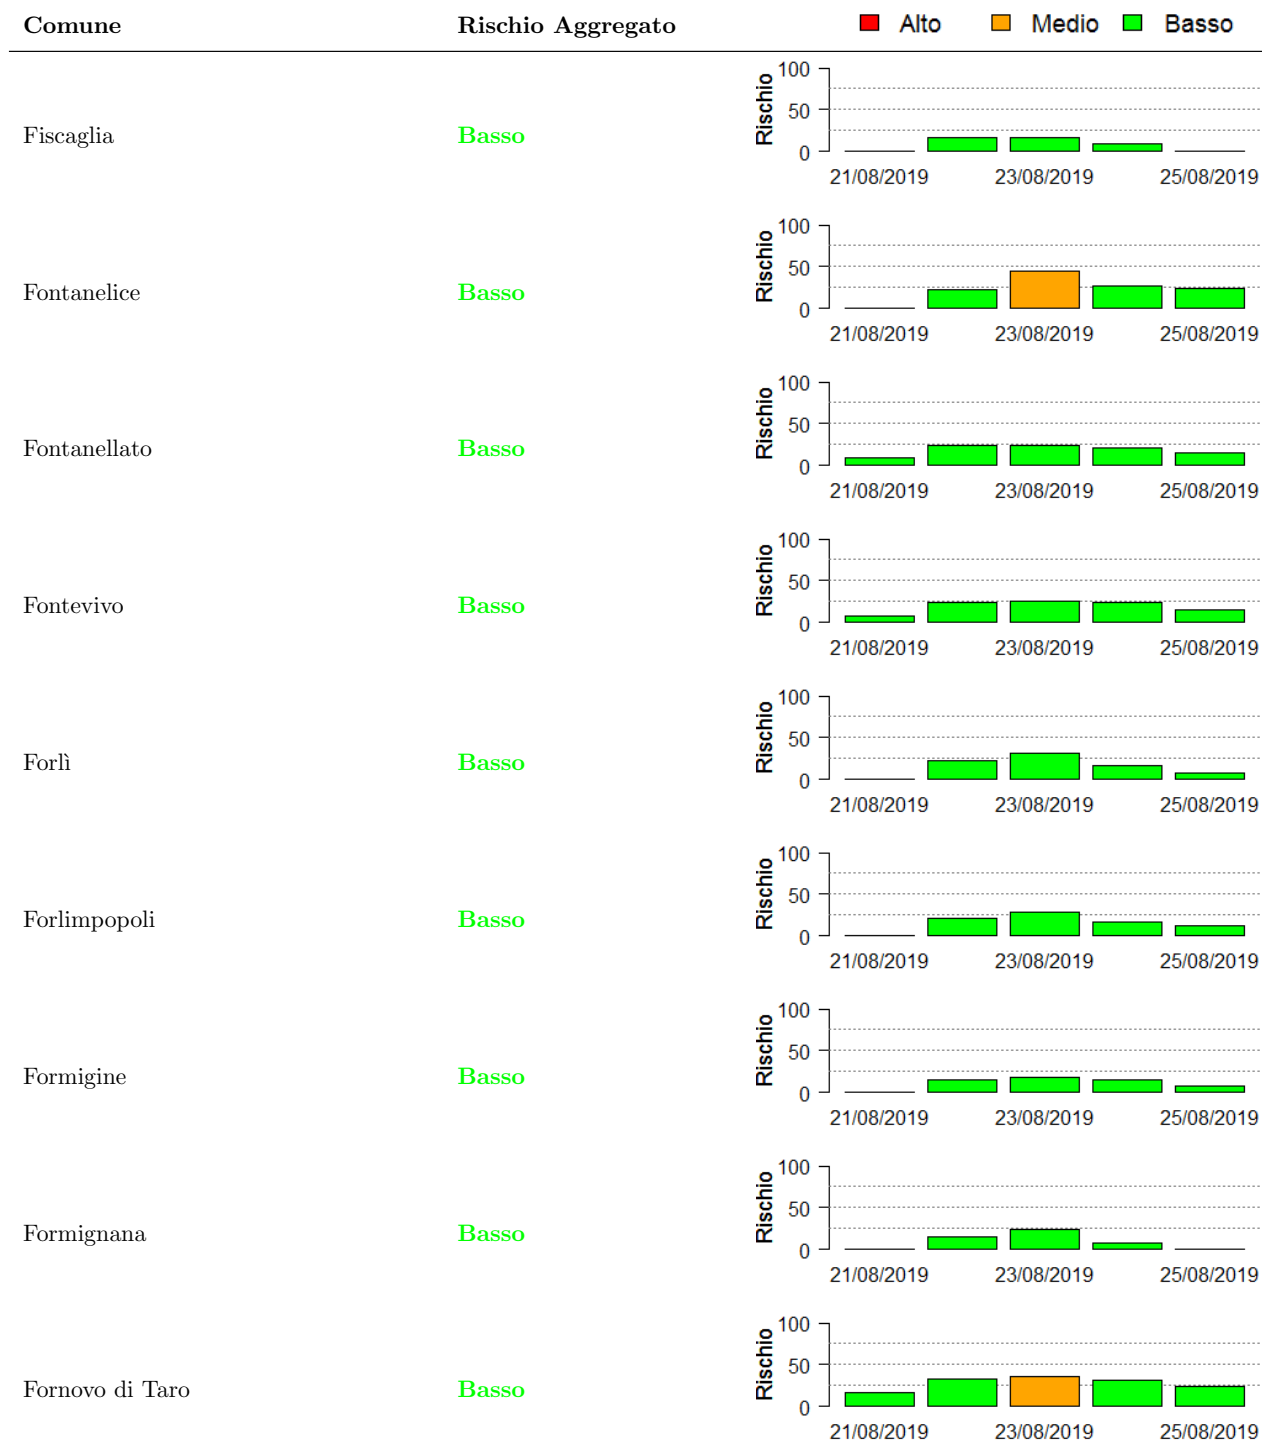 Comune Rischio Aggregato Alto Medio Basso
Fiscaglia Basso Rischio 100 50 0
21/08/2019 23/08/2019 25/08/2019
Fontanelice Basso Rischio 100 50 0
21/08/2019 23/08/2019 25/08/2019
Fontanellato Basso Rischio 100 50 0
21/08/2019 23/08/2019 25/08/2019
Fontevivo Basso Rischio 100 50 0
21/08/2019 23/08/2019 25/08/2019
Forlì Basso Rischio 100 50 0
21/08/2019 23/08/2019 25/08/2019
Forlimpopoli Basso Rischio 100 50 0
21/08/2019 23/08/2019 25/08/2019
Formigine Basso Rischio 100 50 0
21/08/2019 23/08/2019 25/08/2019
Formignana Basso Rischio 100 50 0
21/08/2019 23/08/2019 25/08/2019
Fornovo di Taro Basso Rischio 100 50 0
21/08/2019 23/08/2019 25/08/2019